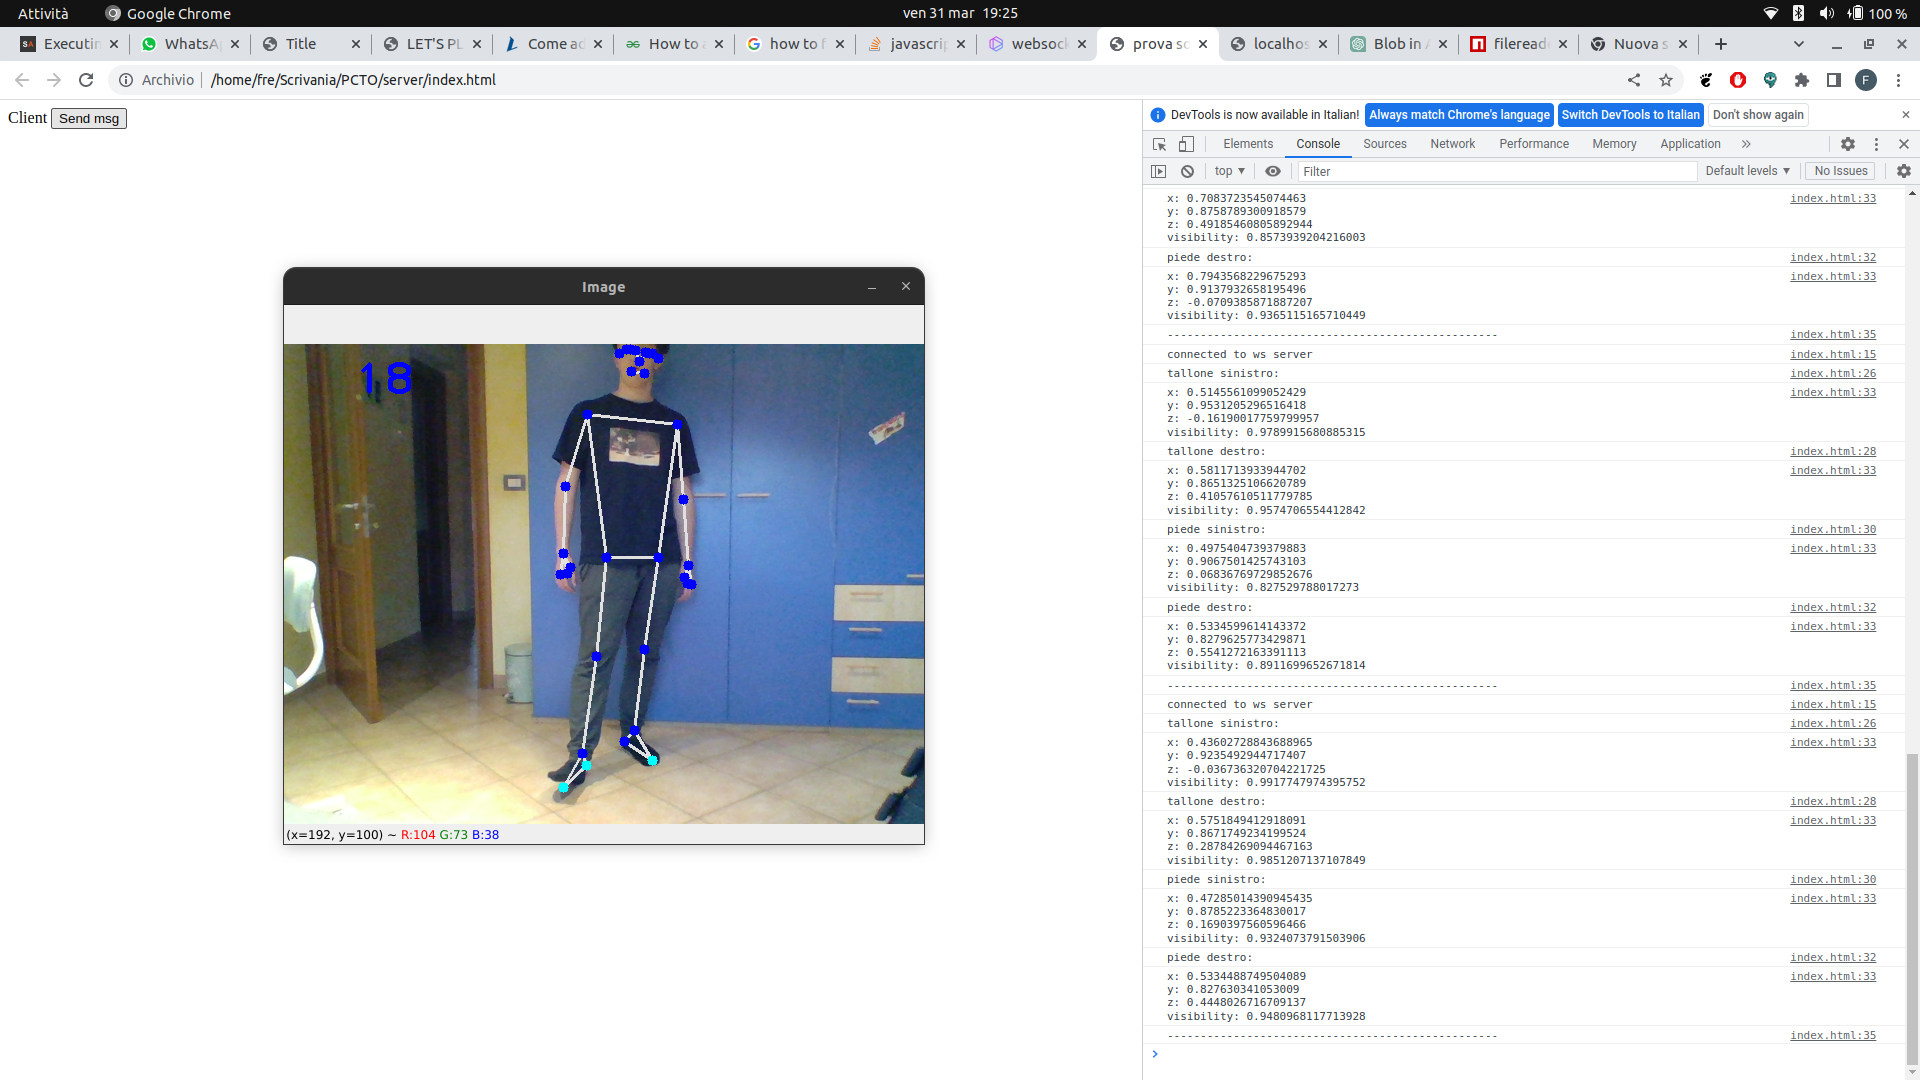 Attività
Google Chrome
ven 31 mar 19:25
100 %
Executin
WhatsA
Title
LET'S PL
Come ad
How to a
how to f
javascrip
websock
prova so
localhos
Blob in A
fileread
Nuova s
Archivio
/home/fre/Scrivania/PCTO/server/index.html
F
Client
Send msg
DevTools is now available in Italian!
Always match Chrome's language
Switch DevTools to Italian
Don't show again
Elements
Console
Sources
Network
Performance
Memory
Application
top
Filter
Default levels
No Issues
x: 0.7083723545074463 index.html:33
y: 0.8758789300918579
z: 0.49185460805892944
visibility: 0.8573939204216003
piede destro: index.html:32
x: 0.7943568229675293 index.html:33
y: 0.9137932658195496
z: -0.0709385871887207
visibility: 0.9365115165710449
-------------------------------------------------- index.html:35
connected to ws server index.html:15
tallone sinistro: index.html:26
x: 0.5145561099052429 index.html:33
y: 0.9531205296516418
z: -0.16190017759799957
visibility: 0.9789915680885315
tallone destro: index.html:28
x: 0.5811713933944702 index.html:33
y: 0.8651325106620789
z: 0.41057610511779785
visibility: 0.9574706554412842
piede sinistro: index.html:30
x: 0.4975404739379883 index.html:33
y: 0.9067501425743103
z: 0.06836769729852676
visibility: 0.827529788017273
piede destro: index.html:32
x: 0.5334599614143372 index.html:33
y: 0.8279625773429871
z: 0.5541272163391113
visibility: 0.8911699652671814
-------------------------------------------------- index.html:35
connected to ws server index.html:15
tallone sinistro: index.html:26
x: 0.43602728843688965 index.html:33
y: 0.9235492944717407
z: -0.036736320704221725
visibility: 0.9917747974395752
tallone destro: index.html:28
x: 0.5751849412918091 index.html:33
y: 0.8671749234199524
z: 0.28784269094467163
visibility: 0.9851207137107849
piede sinistro: index.html:30
x: 0.47285014390945435 index.html:33
y: 0.8785223364830017
z: 0.1690397560596466
visibility: 0.9324073791503906
piede destro: index.html:32
x: 0.5334488749504089 index.html:33
y: 0.827630341053009
z: 0.4448026716709137
visibility: 0.9480968117713928
-------------------------------------------------- index.html:35
Image
18
(x=192, y=100) ~ R:104 G:73 B:38